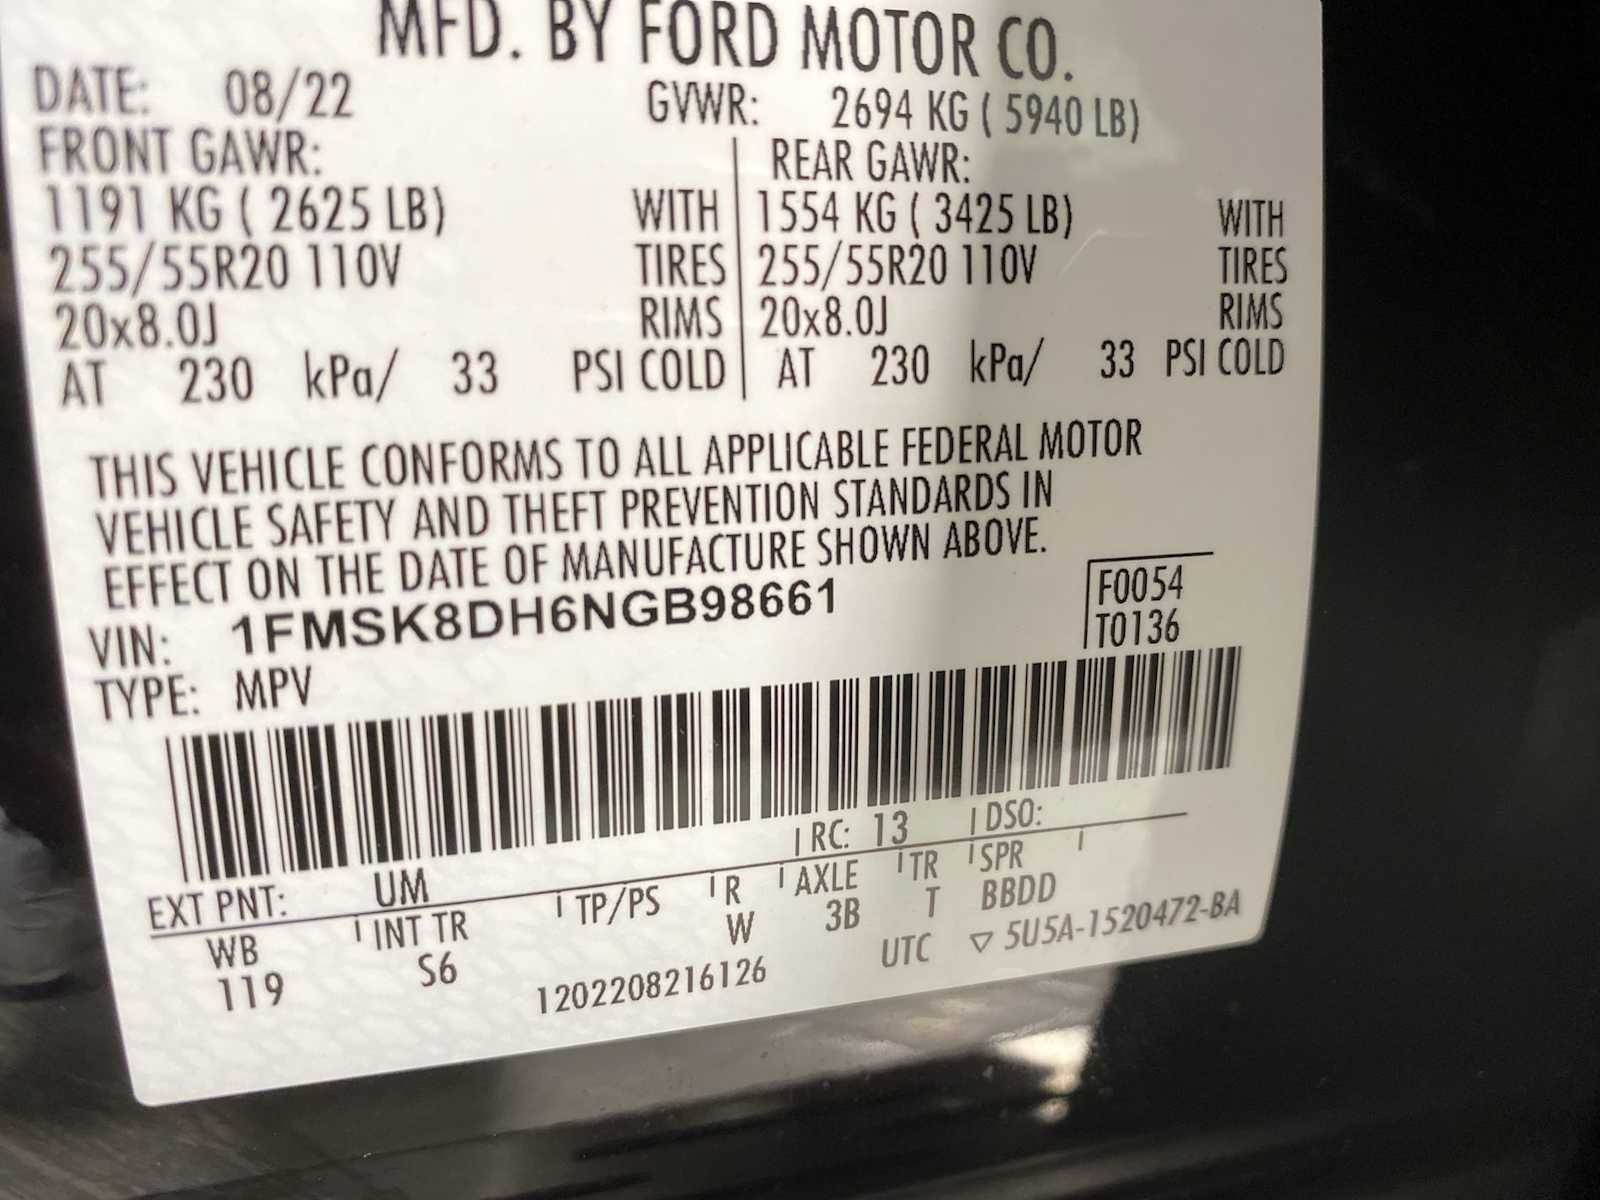 MFD. BY FORD MOTOR CO.
DATE: 08/22 GVWR: 2694 KG ( 5940 LB)
FRONT GAWR: REAR GAWR:
1191 KG ( 2625 LB) WITH 1554 KG ( 3425 LB) WITH
255/55R20 110V TIRES 255/55R20 110V TIRES
20x8.0J RIMS 20x8.0J RIMS
AT 230 kPa/ 33 PSI COLD AT 230 kPa/ 33 PSI COLD
THIS VEHICLE CONFORMS TO ALL APPLICABLE FEDERAL MOTOR
VEHICLE SAFETY AND THEFT PREVENTION STANDARDS IN
EFFECT ON THE DATE OF MANUFACTURE SHOWN ABOVE.
VIN: 1FMSK8DH6NGB98661 F0054
TYPE: MPV T0136
EXT PNT: UM RC: 13 DSO:
WB INT TR TP/PS R AXLE TR SPR
119 S6 W 3B T BBDD
1202208216126 UTC ▽ 5U5A-1520472-BA